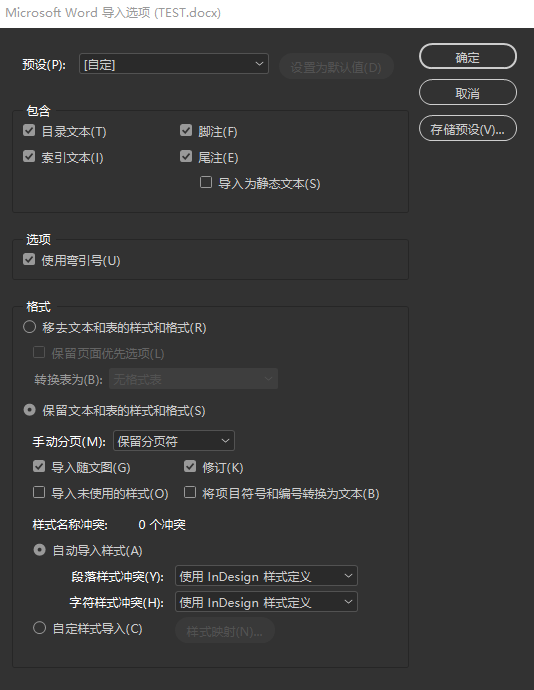 Microsoft Word 导入选项 (TEST.docx)
预设(P): [自定] 设置为默认值(D) 确定
取消
存储预设(V)...
包含
目录文本(T) 脚注(F)
索引文本(I) 尾注(E)
导入为静态文本(S)
选项
使用弯引号(U)
格式
移去文本和表的样式和格式(R)
保留页面优先选项(L)
转换表为(B): 无格式表
保留文本和表的样式和格式(S)
手动分页(M): 保留分页符
导入随文图(G) 修订(K)
导入未使用的样式(O) 将项目符号和编号转换为文本(B)
样式名称冲突: 0 个冲突
自动导入样式(A)
段落样式冲突(Y): 使用 InDesign 样式定义
字符样式冲突(H): 使用 InDesign 样式定义
自定样式导入(C) 样式映射(N)...